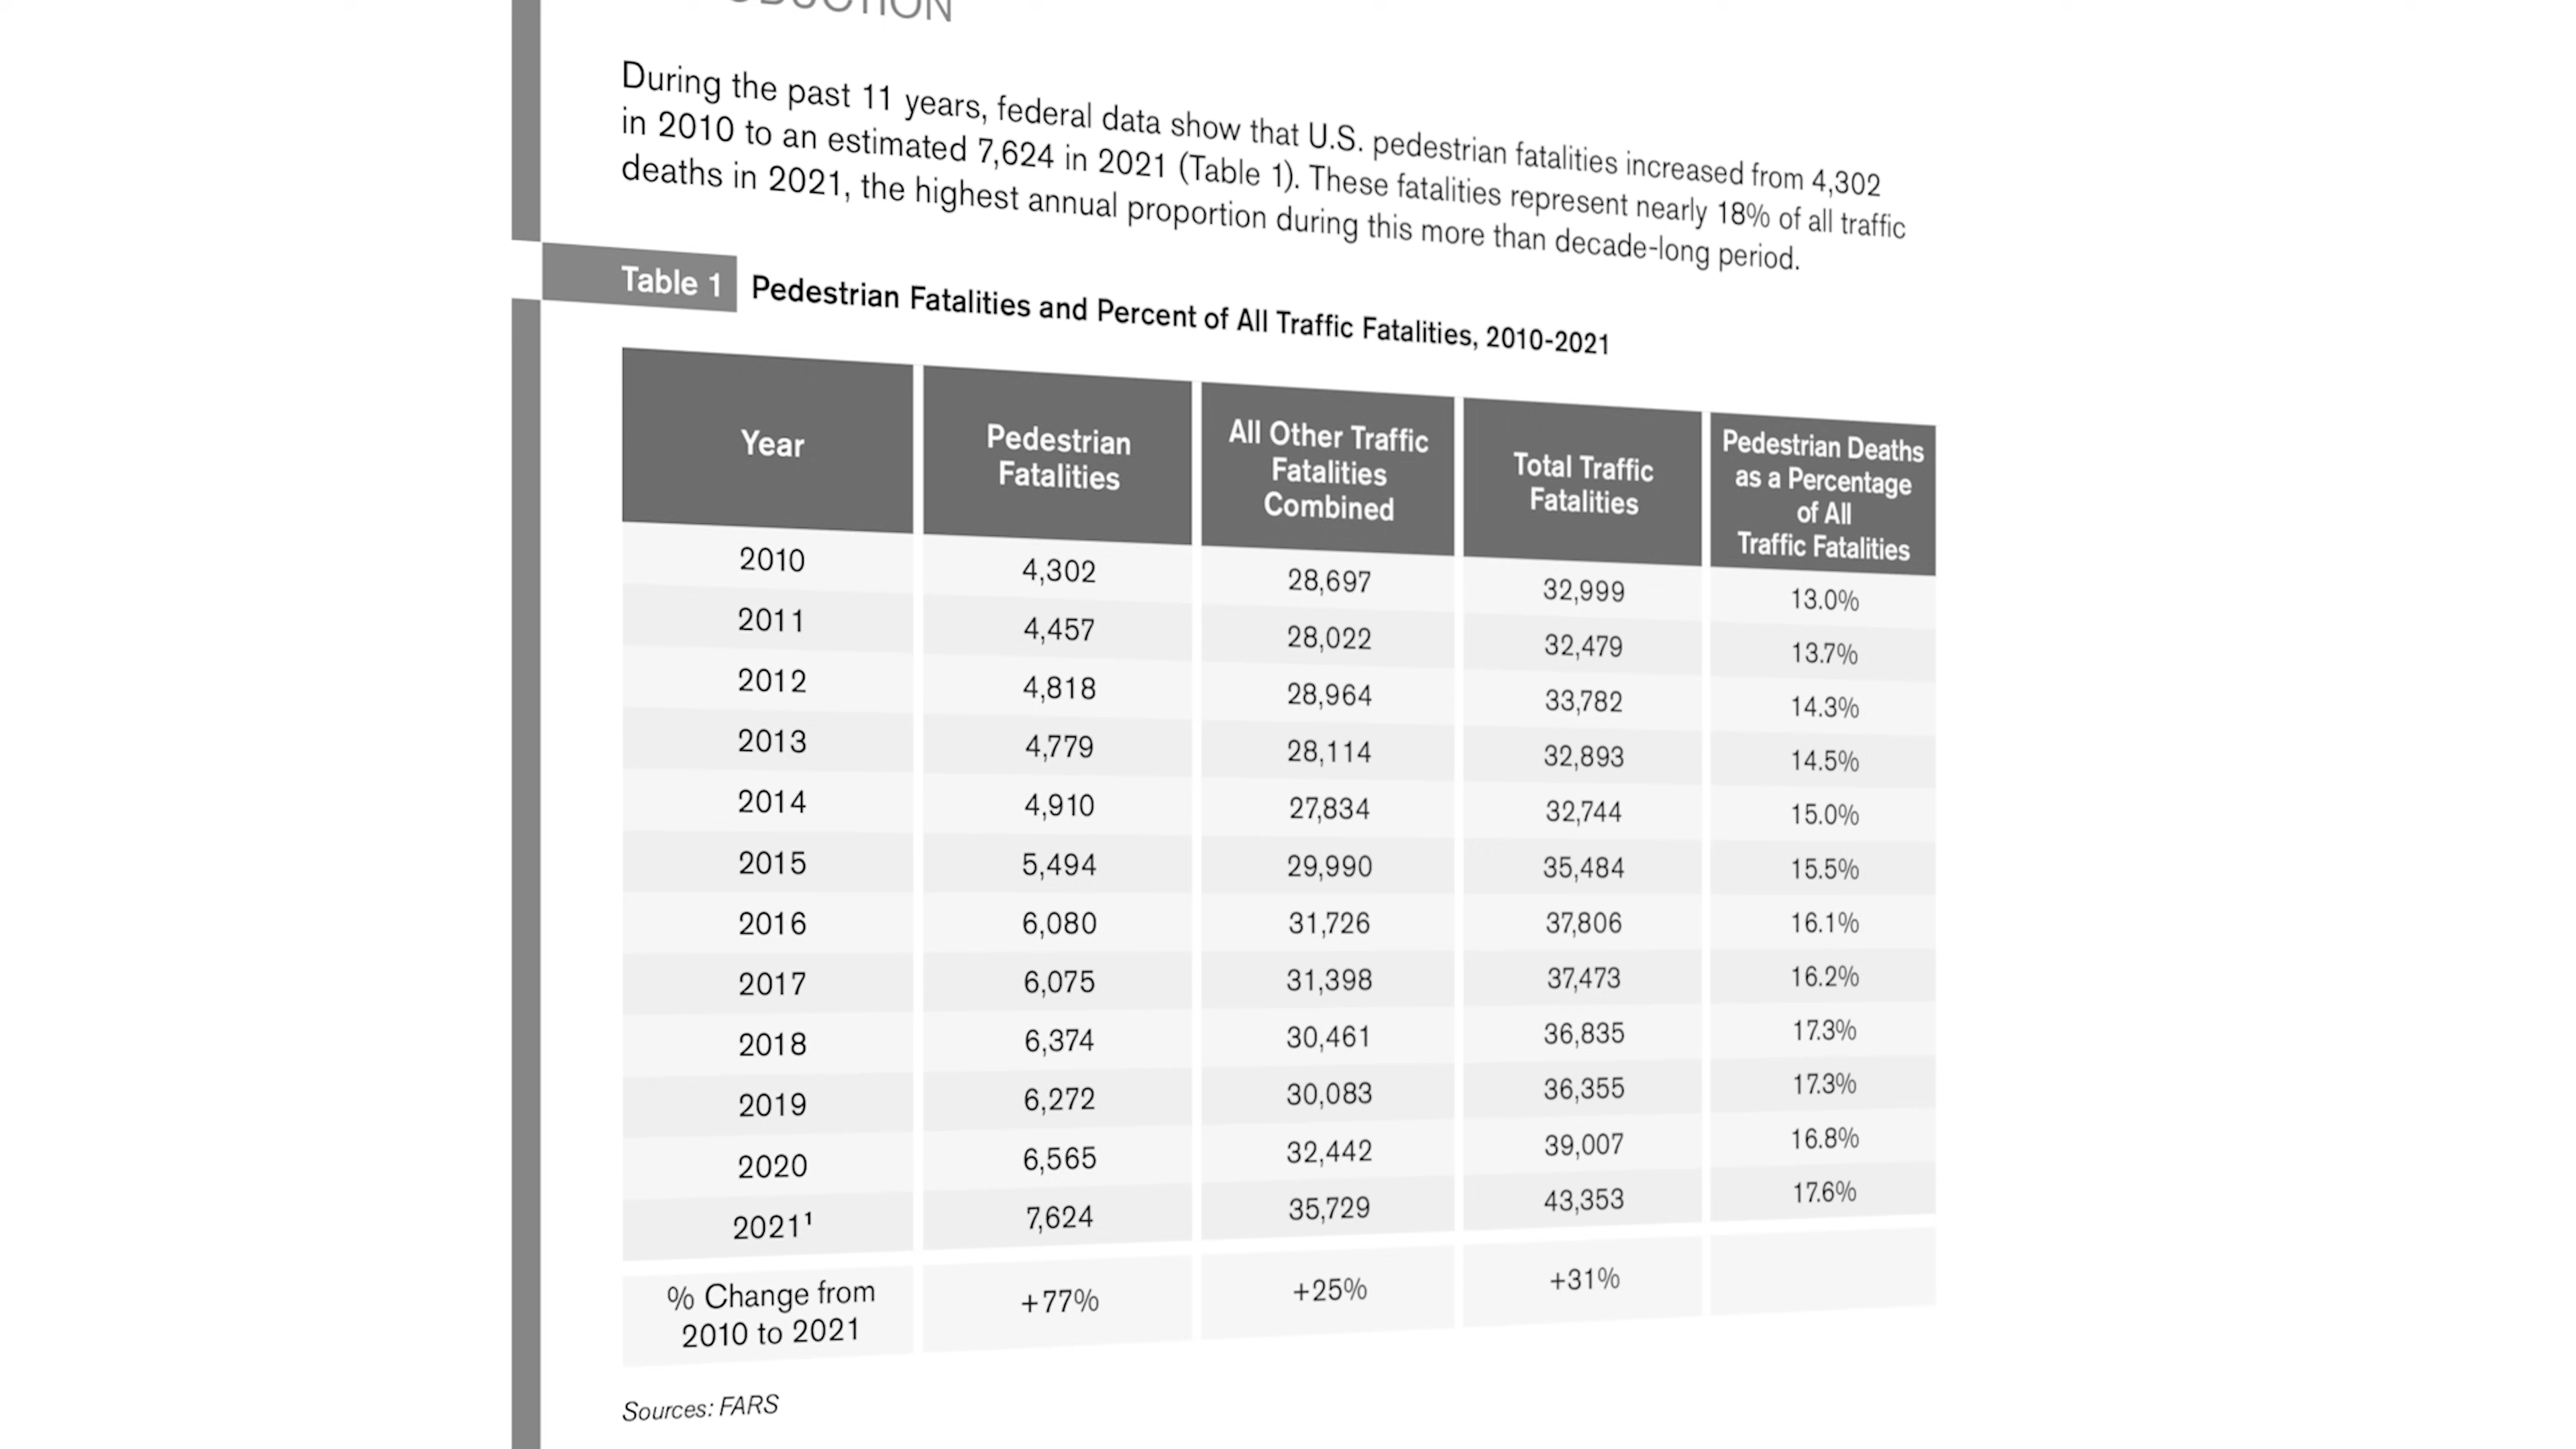 During the past 11 years, federal data show that U.S. pedestrian fatalities increased from 4,302
in 2010 to an estimated 7,624 in 2021 (Table 1). These fatalities represent nearly 18% of all traffic
deaths in 2021, the highest annual proportion during this more than decade-long period.
Table 1 Pedestrian Fatalities and Percent of All Traffic Fatalities, 2010-2021
Year
Pedestrian
Fatalities
All Other Traffic
Fatalities
Combined
Total Traffic
Fatalities
Pedestrian Deaths
as a Percentage
of All
Traffic Fatalities
2010 4,302 28,697 32,999 13.0%
2011 4,457 28,022 32,479 13.7%
2012 4,818 28,964 33,782 14.3%
2013 4,779 28,114 32,893 14.5%
2014 4,910 27,834 32,744 15.0%
2015 5,494 29,990 35,484 15.5%
2016 6,080 31,726 37,806 16.1%
2017 6,075 31,398 37,473 16.2%
2018 6,374 30,461 36,835 17.3%
2019 6,272 30,083 36,355 17.3%
2020 6,565 32,442 39,007 16.8%
2021¹ 7,624 35,729 43,353 17.6%
% Change from
2010 to 2021
+77% +25% +31%
Sources: FARS